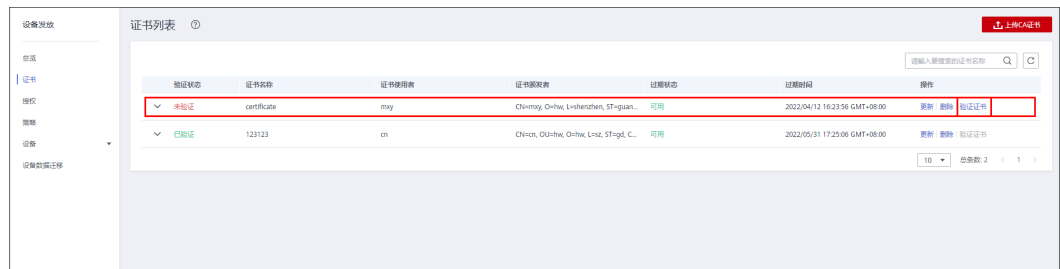 设备发放
证书列表
上传CA证书
总览
请输入要搜索的证书名称
证书
验证状态 证书名称 证书使用者 证书颁发者 过期状态 过期时间 操作
授权
未验证 certificate mxy CN=mxy, O=hw, L=shenzhen, ST=guan... 可用 2022/04/12 16:23:56 GMT+08:00 更新 删除 验证证书
策略
已验证 123123 cn CN=cn, OU=hw, O=hw, L=sz, ST=gd, C... 可用 2022/05/31 17:25:06 GMT+08:00 更新 删除 验证证书
设备
10 总条数: 2 < 1 >
设备数据迁移